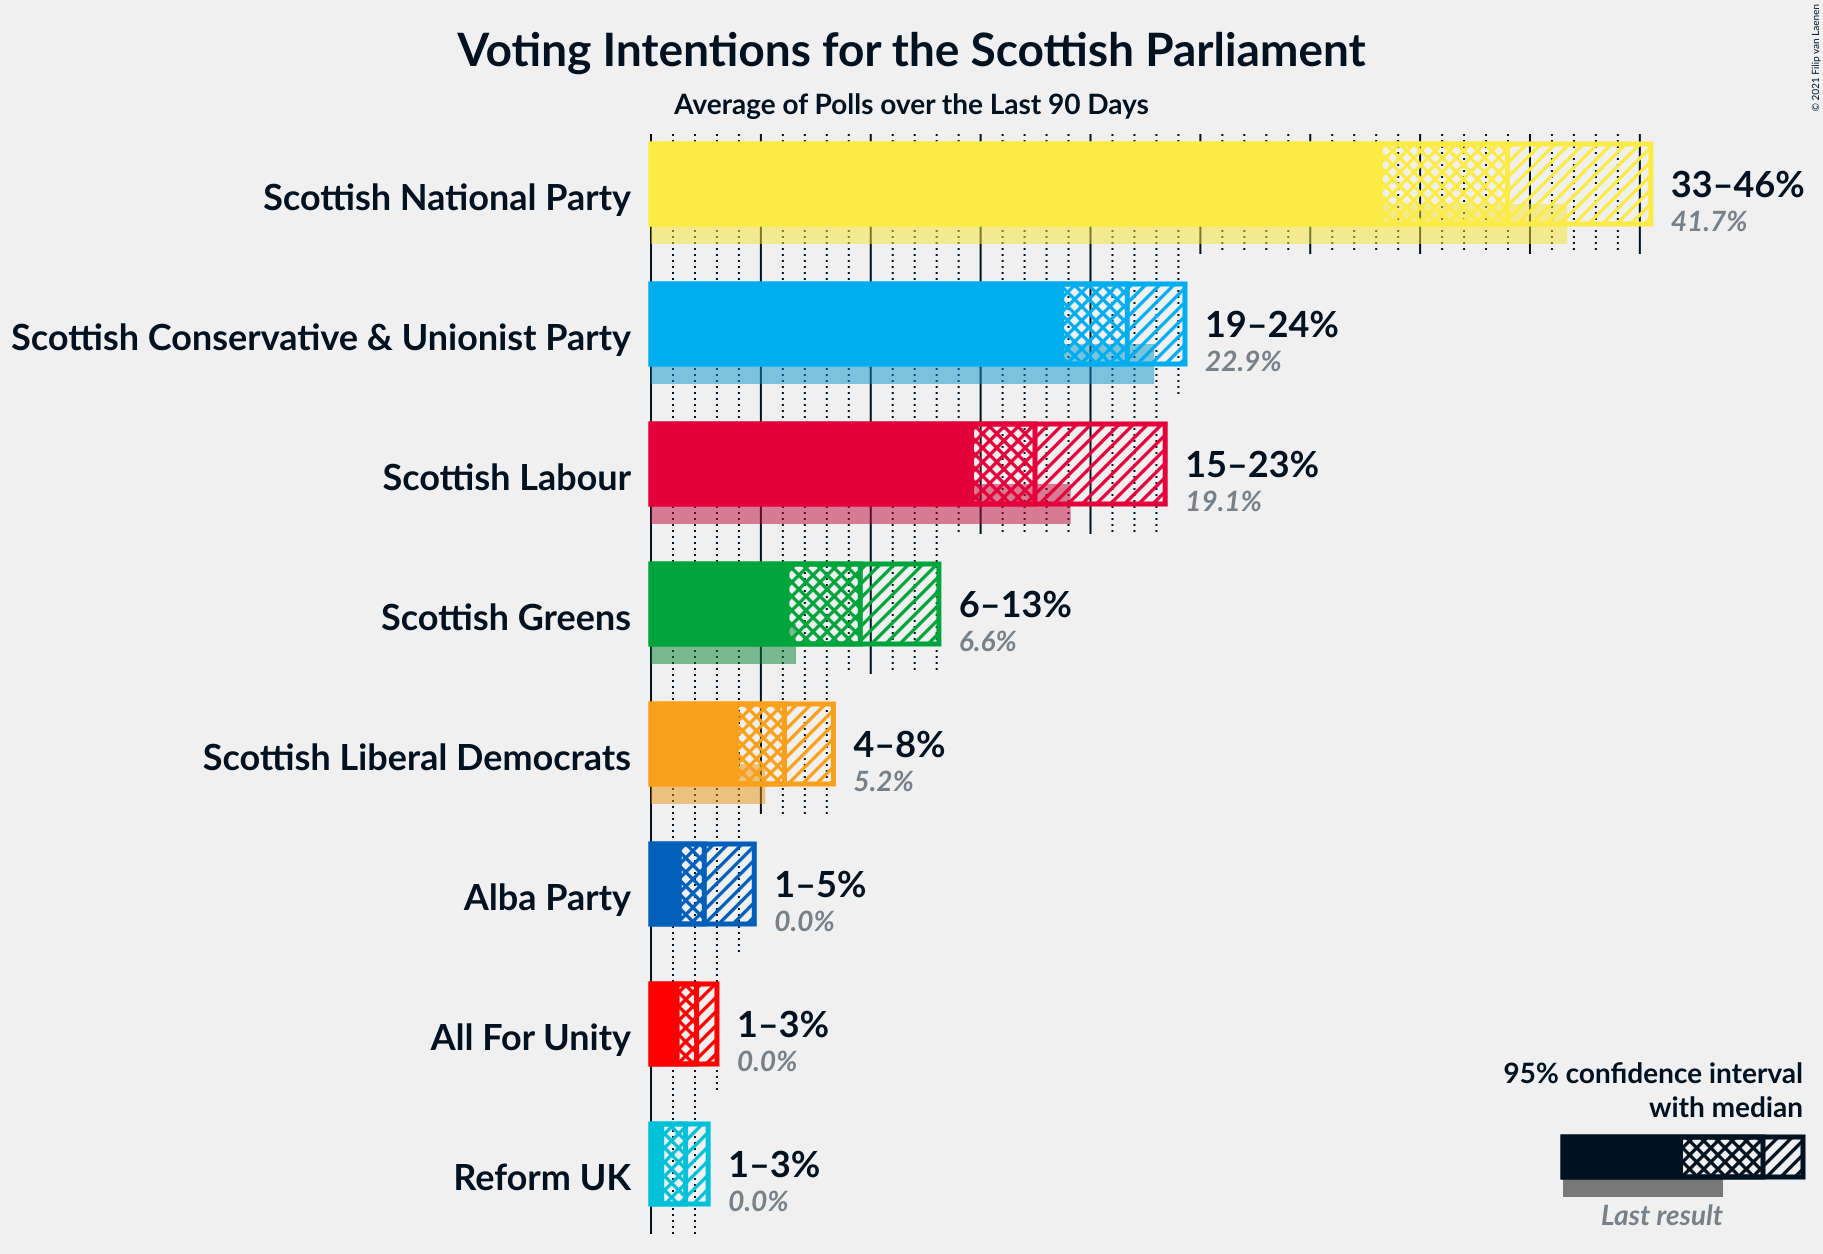 Voting Intentions for the Scottish Parliament
Average of Polls over the Last 90 Days
© 2021 Filip van Laenen
Scottish National Party
33–46%
41.7%
Scottish Conservative & Unionist Party
19–24%
22.9%
Scottish Labour
15–23%
19.1%
Scottish Greens
6–13%
6.6%
Scottish Liberal Democrats
4–8%
5.2%
Alba Party
1–5%
0.0%
All For Unity
1–3%
0.0%
Reform UK
1–3%
0.0%
95% confidence interval
with median
Last result